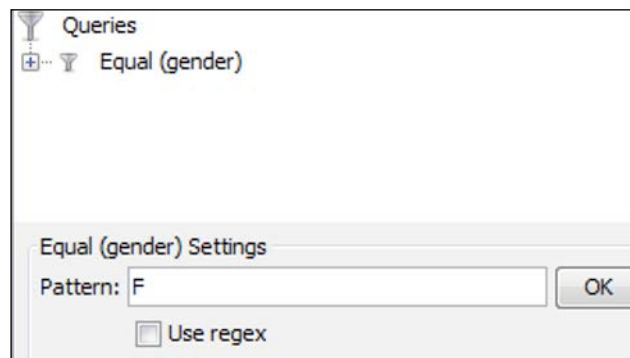 Queries
Equal (gender)
Equal (gender) Settings
Pattern: F OK
Use regex